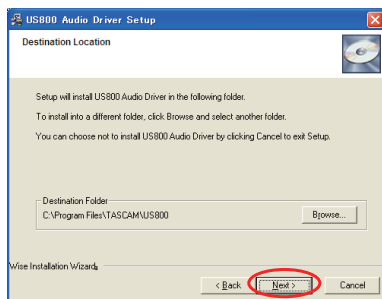 US800 Audio Driver Setup
Destination Location
Setup will install US800 Audio Driver in the following folder.
To install into a different folder, click Browse and select another folder.
You can choose not to install US800 Audio Driver by clicking Cancel to exit Setup.
Destination Folder
C:\Program Files\TASCAM\US800
Browse...
Wise Installation Wizard®
< Back
Next >
Cancel